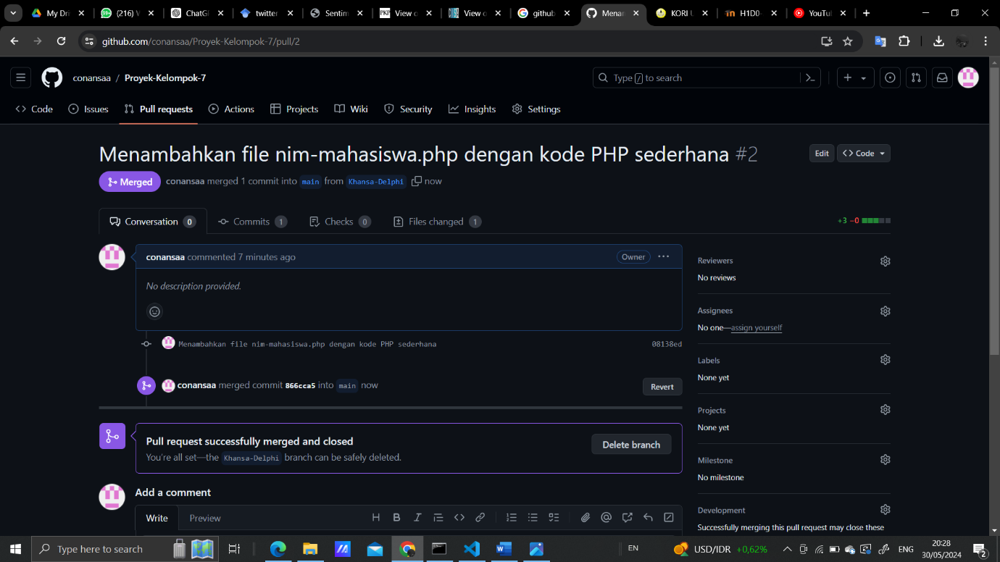 My Dri
(216) W
ChatGI
twitter
Sentim
View o
View o
github
Menam
KORI U
H1D0-
YouTu
github.com/conansaa/Proyek-Kelompok-7/pull/2
conansaa / Proyek-Kelompok-7
Type / to search
Code
Issues
Pull requests
Actions
Projects
Wiki
Security
Insights
Settings
Menambahkan file nim-mahasiswa.php dengan kode PHP sederhana #2
Edit
Code
Merged
conansaa merged 1 commit into main from Khansa-Delphi now
Conversation 0
Commits 1
Checks 0
Files changed 1
+3 −0
conansaa commented 7 minutes ago
Owner
No description provided.
Menambahkan file nim-mahasiswa.php dengan kode PHP sederhana
08138ed
conansaa merged commit 866cca5 into main now
Revert
Pull request successfully merged and closed
You're all set—the Khansa-Delphi branch can be safely deleted.
Delete branch
Add a comment
Write
Preview
Reviewers
No reviews
Assignees
No one—assign yourself
Labels
None yet
Projects
None yet
Milestone
No milestone
Development
Successfully merging this pull request may close these
Type here to search
EN
USD/IDR +0,62%
ENG
20:28
30/05/2024
2